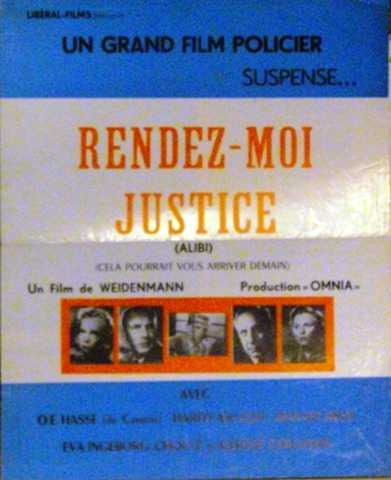 LIBÉRAL-FILMS
UN GRAND FILM POLICIER
SUSPENSE...
RENDEZ-MOI
JUSTICE
(ALIBI)
(CELA POURRAIT VOUS ARRIVER DEMAIN)
Un Film de WEIDENMANN Production «OMNIA»
AVEC
O.E. HASSE
EVA INGEBORG